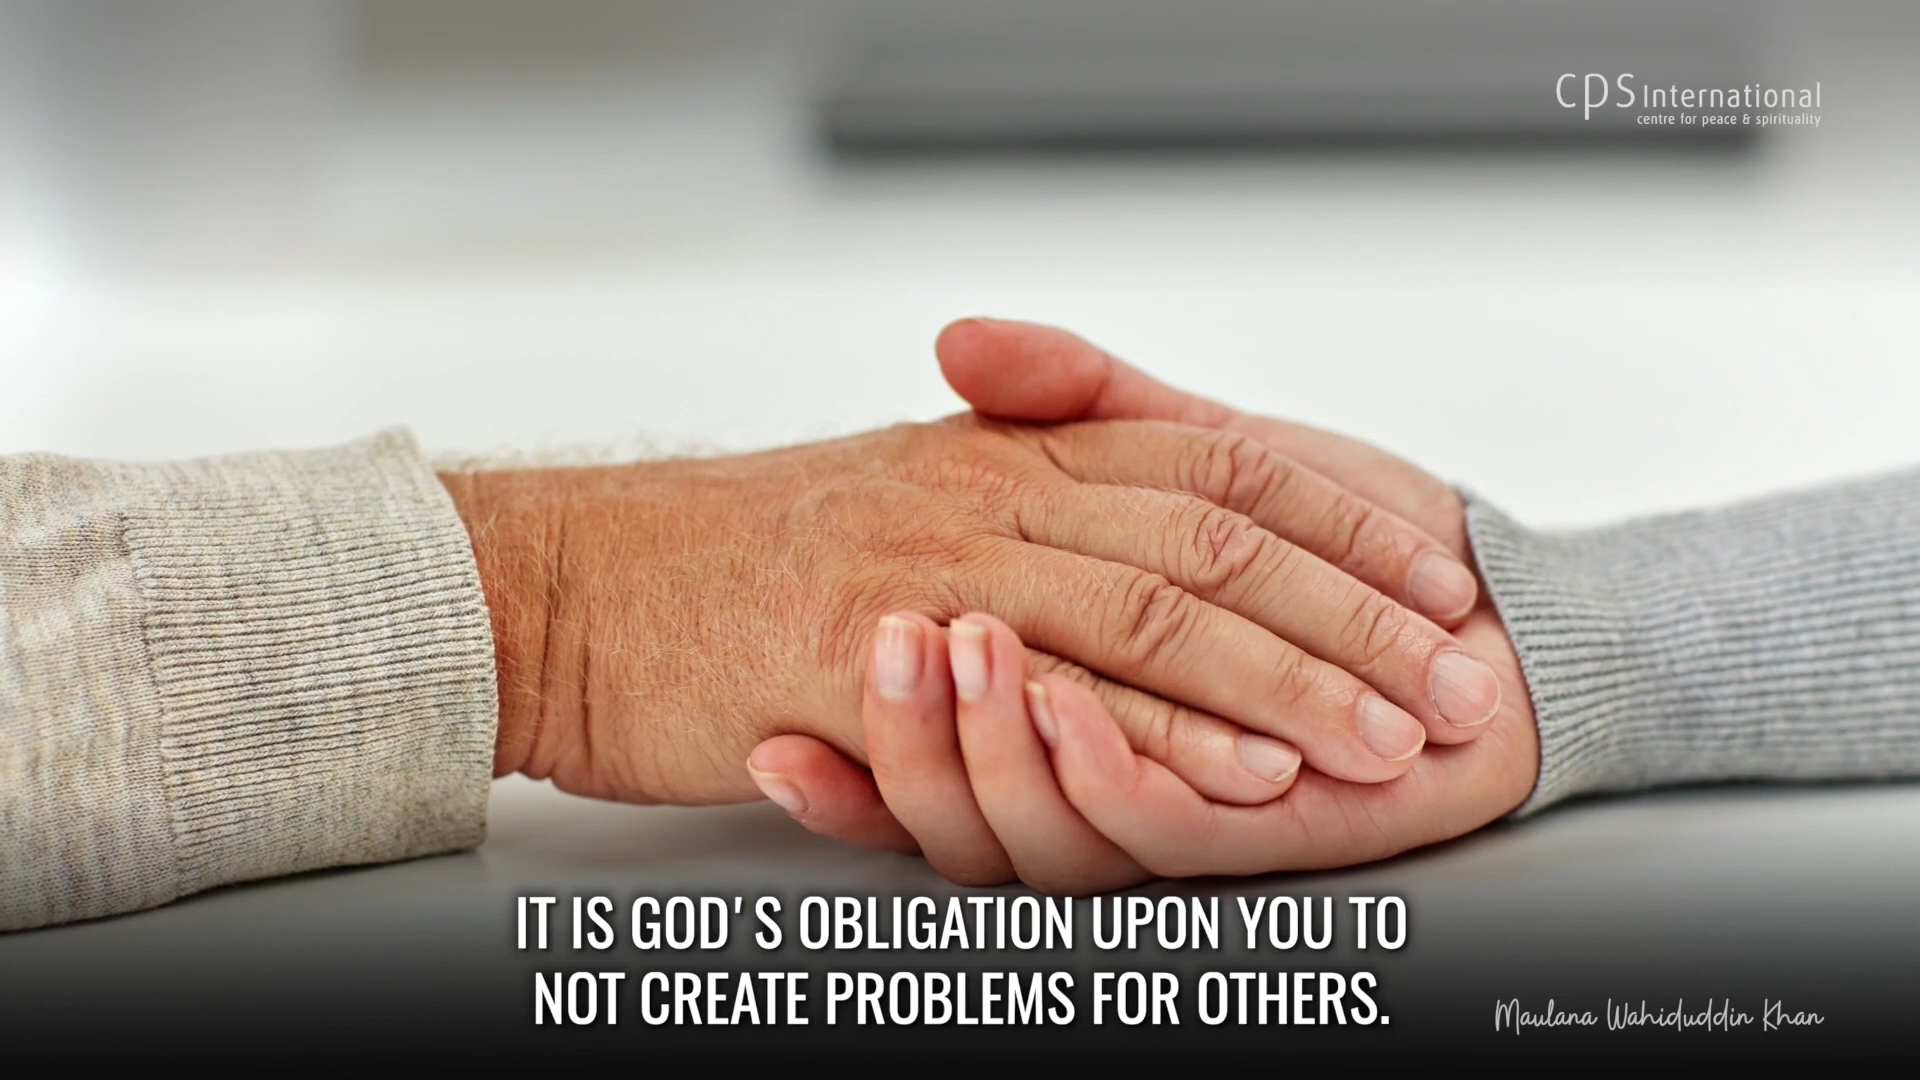 cps International
centre for peace & spirituality
IT IS GOD'S OBLIGATION UPON YOU TO
NOT CREATE PROBLEMS FOR OTHERS.
Maulana Wahiduddin Khan